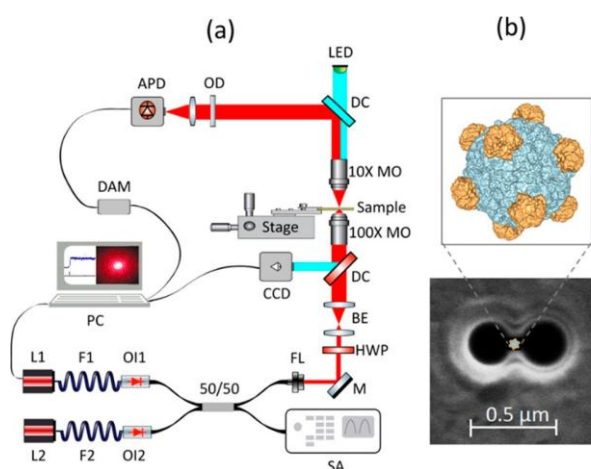 (a)
(b)
LED
APD
OD
DC
10X MO
DAM
Sample
Stage
100X MO
DC
CCD
PC
BE
HWP
L1
F1
OI1
FL
50/50
M
L2
F2
OI2
SA
0.5 µm